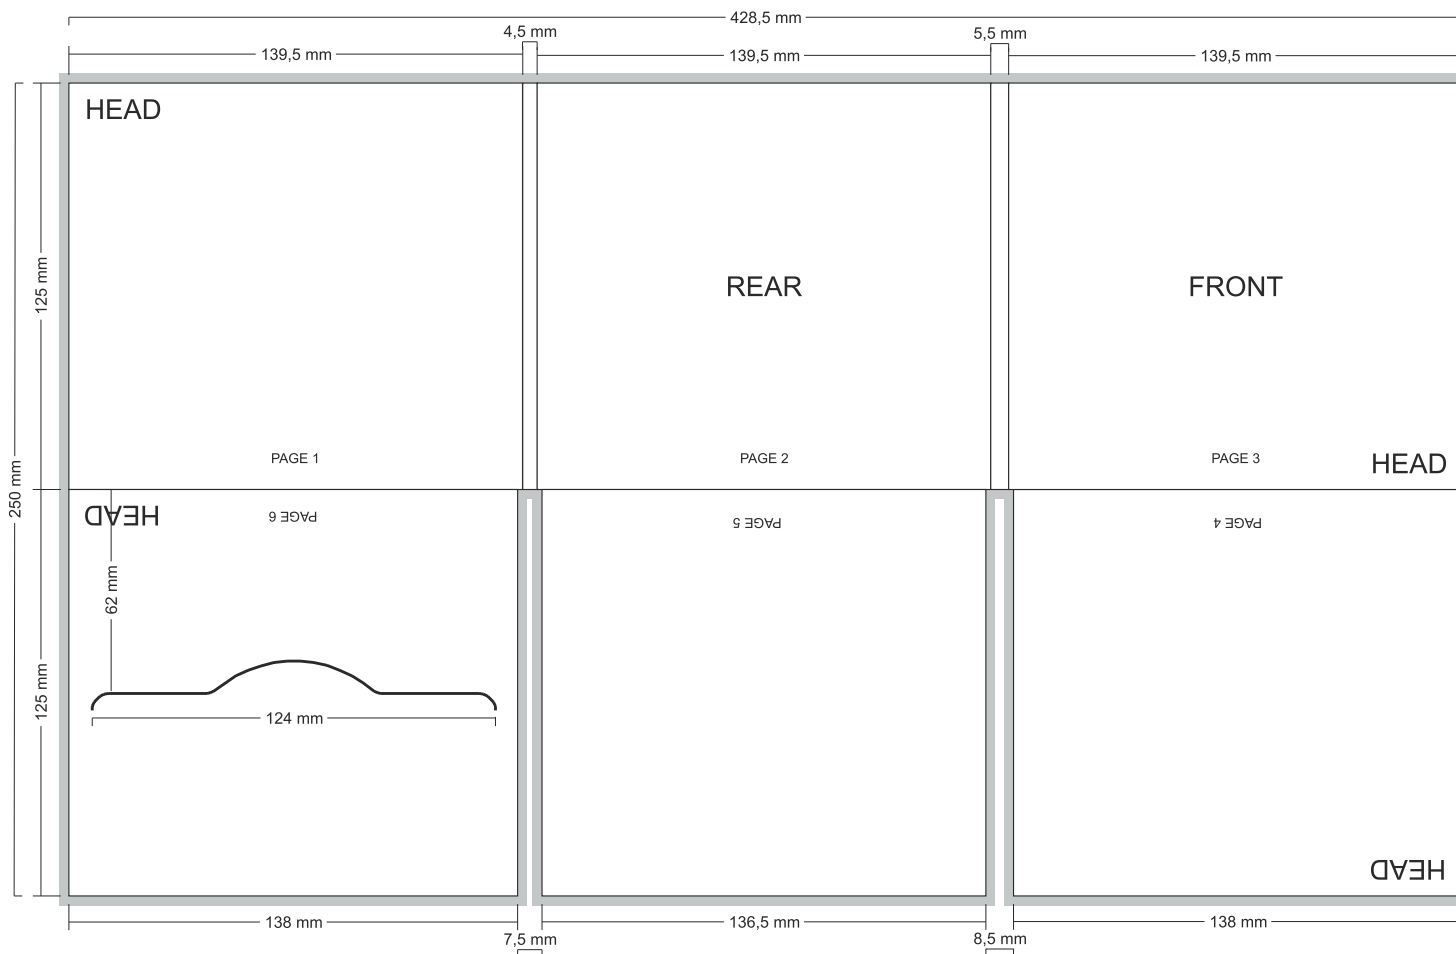 428,5 mm
4,5 mm
5,5 mm
139,5 mm
139,5 mm
139,5 mm
HEAD
125 mm
REAR
FRONT
PAGE 1
PAGE 2
PAGE 3
HEAD
250 mm
HEAD
PAGE 6
PAGE 5
PAGE 4
62 mm
125 mm
124 mm
HEAD
138 mm
136,5 mm
138 mm
7,5 mm
8,5 mm